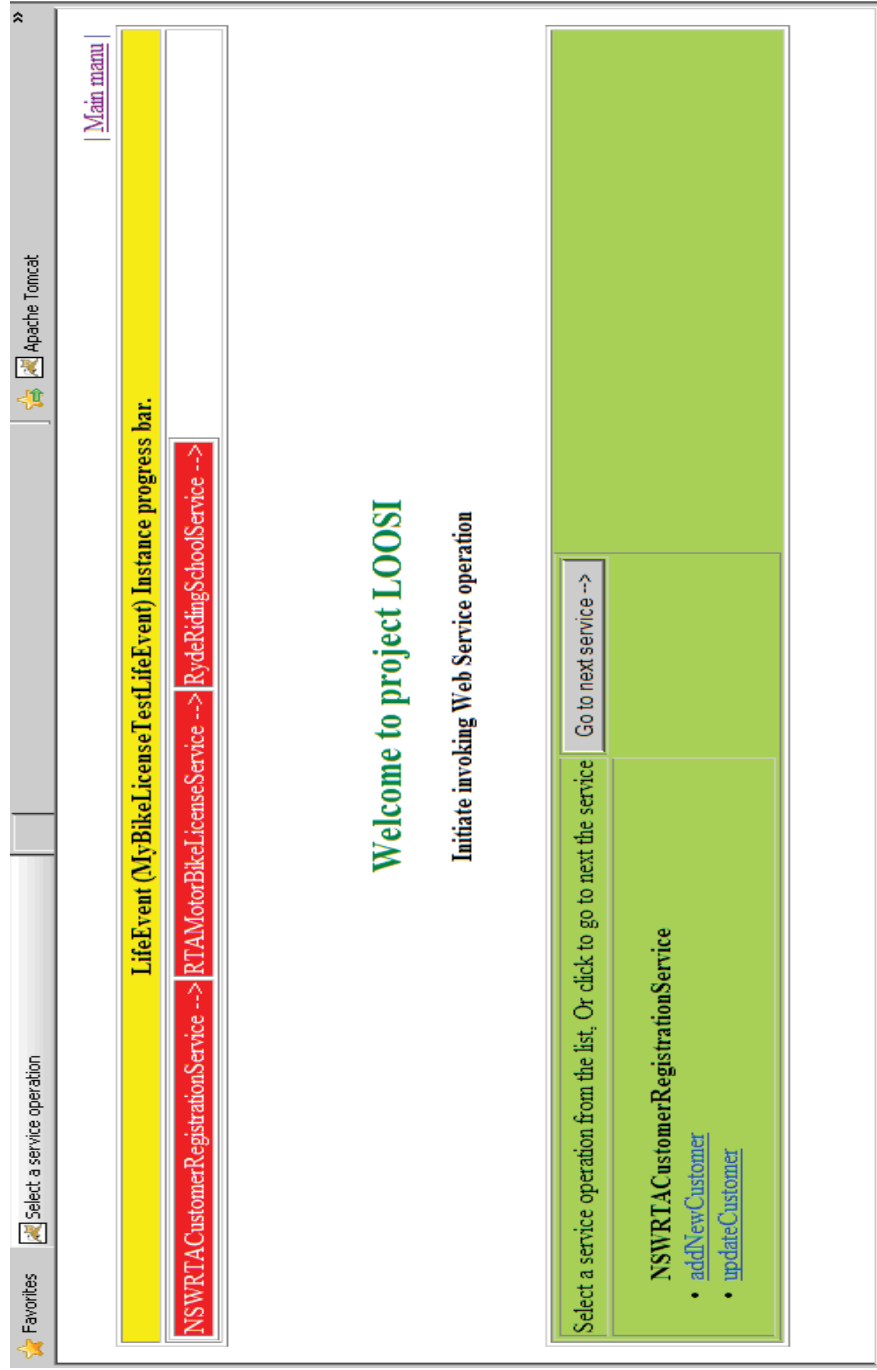 Favorites Select a service operation Apache Tomcat »
| Main manu |
LifeEvent (MyBikeLicenseTestLifeEvent) Instance progress bar.
NSWRTACustomerRegistrationService --> RTAMotorBikeLicenseService --> RydeRidingSchoolService -->
Welcome to project LOOSI
Initiate invoking Web Service operation
Select a service operation from the list, Or click to go to next the service Go to next service -->
NSWRTACustomerRegistrationService
• addNewCustomer
• updateCustomer